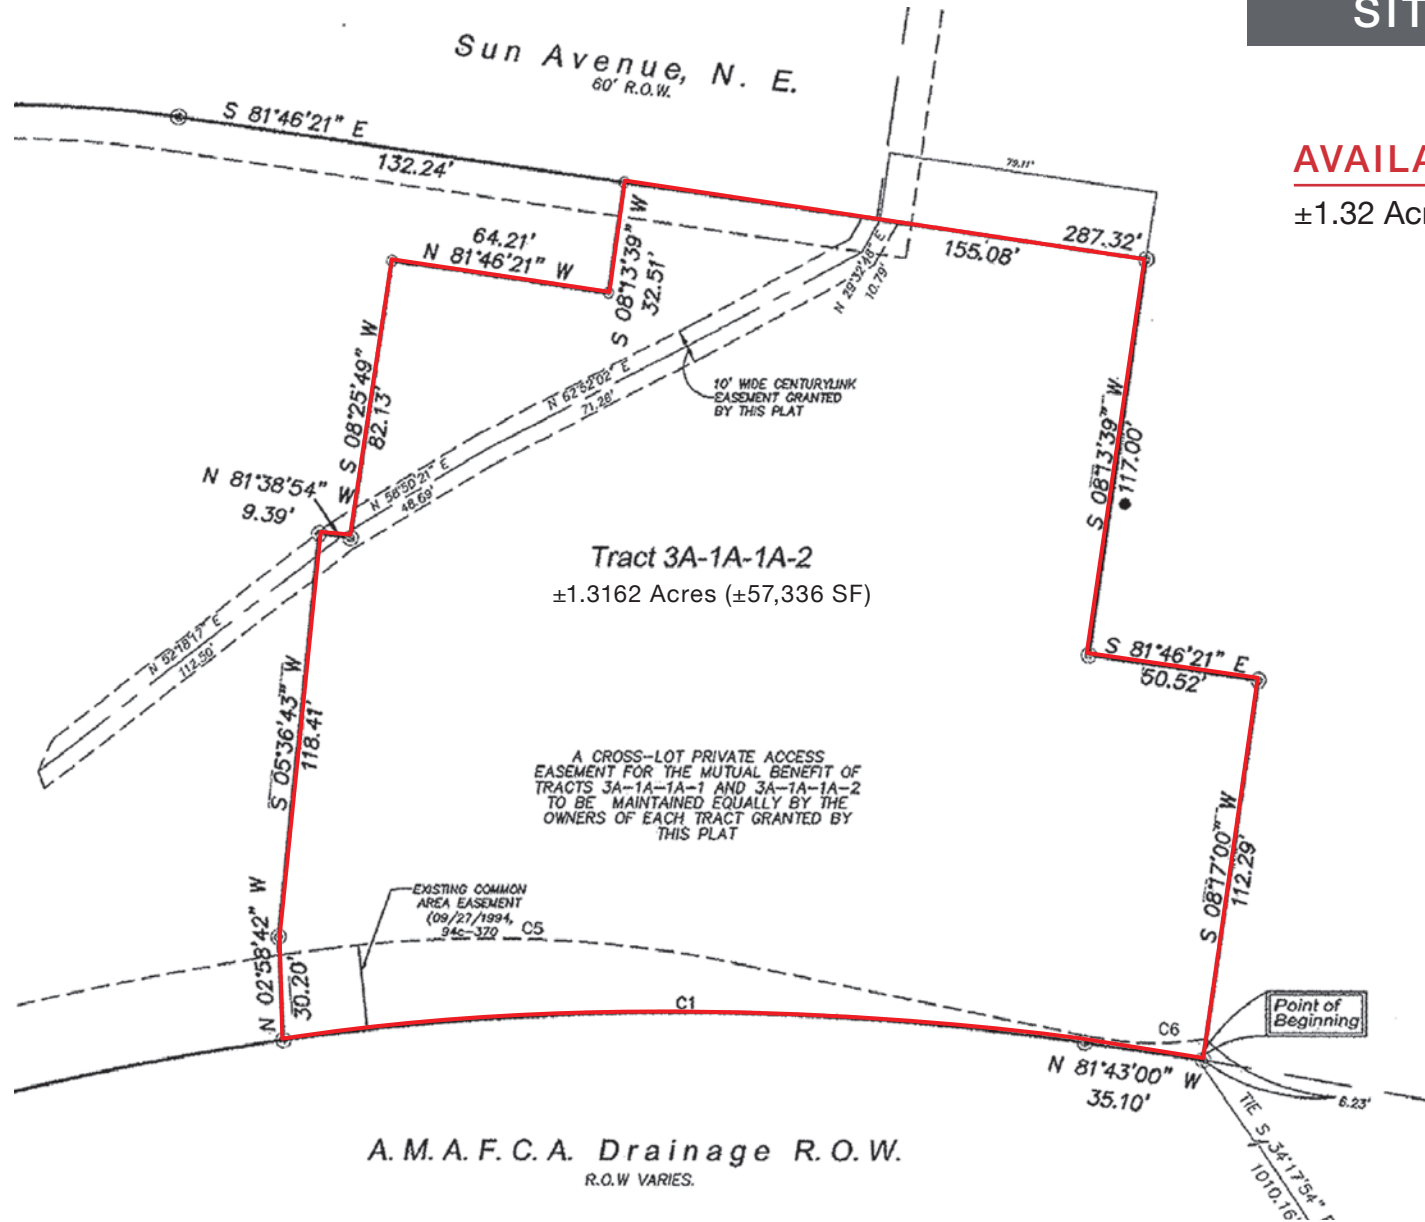 SIT
Sun Avenue, N. E.
60' R.O.W.
S 81°46'21" E
132.24'
79.11'
AVAILA
±1.32 Acr
287.32'
155.08'
64.21'
N 81°46'21" W
S 08°13'39" W
32.51'
N 29°32'48" E
10.79'
S 08°25'49" W
82.13'
N 62°52'02" E
71.28'
10' WIDE CENTURYLINK
EASEMENT GRANTED
BY THIS PLAT
S 08°13'39" W
117.00'
N 81°38'54" W
9.39'
N 58°50'21" E
48.69'
Tract 3A-1A-1A-2
±1.3162 Acres (±57,336 SF)
N 52°18'17" E
112.50'
S 81°46'21" E
50.52'
S 05°36'43" W
118.41'
A CROSS-LOT PRIVATE ACCESS
EASEMENT FOR THE MUTUAL BENEFIT OF
TRACTS 3A-1A-1A-1 AND 3A-1A-1A-2
TO BE MAINTAINED EQUALLY BY THE
OWNERS OF EACH TRACT GRANTED BY
THIS PLAT
S 08°17'00" W
112.29'
EXISTING COMMON
AREA EASEMENT
(09/27/1994,
94c-370
C5
N 02°58'42" W
30.20'
C1
C6
Point of
Beginning
N 81°43'00" W
35.10'
6.23'
TIE S 34°17'54"
1010.16'
A.M.A.F.C.A. Drainage R.O.W.
R.O.W VARIES.